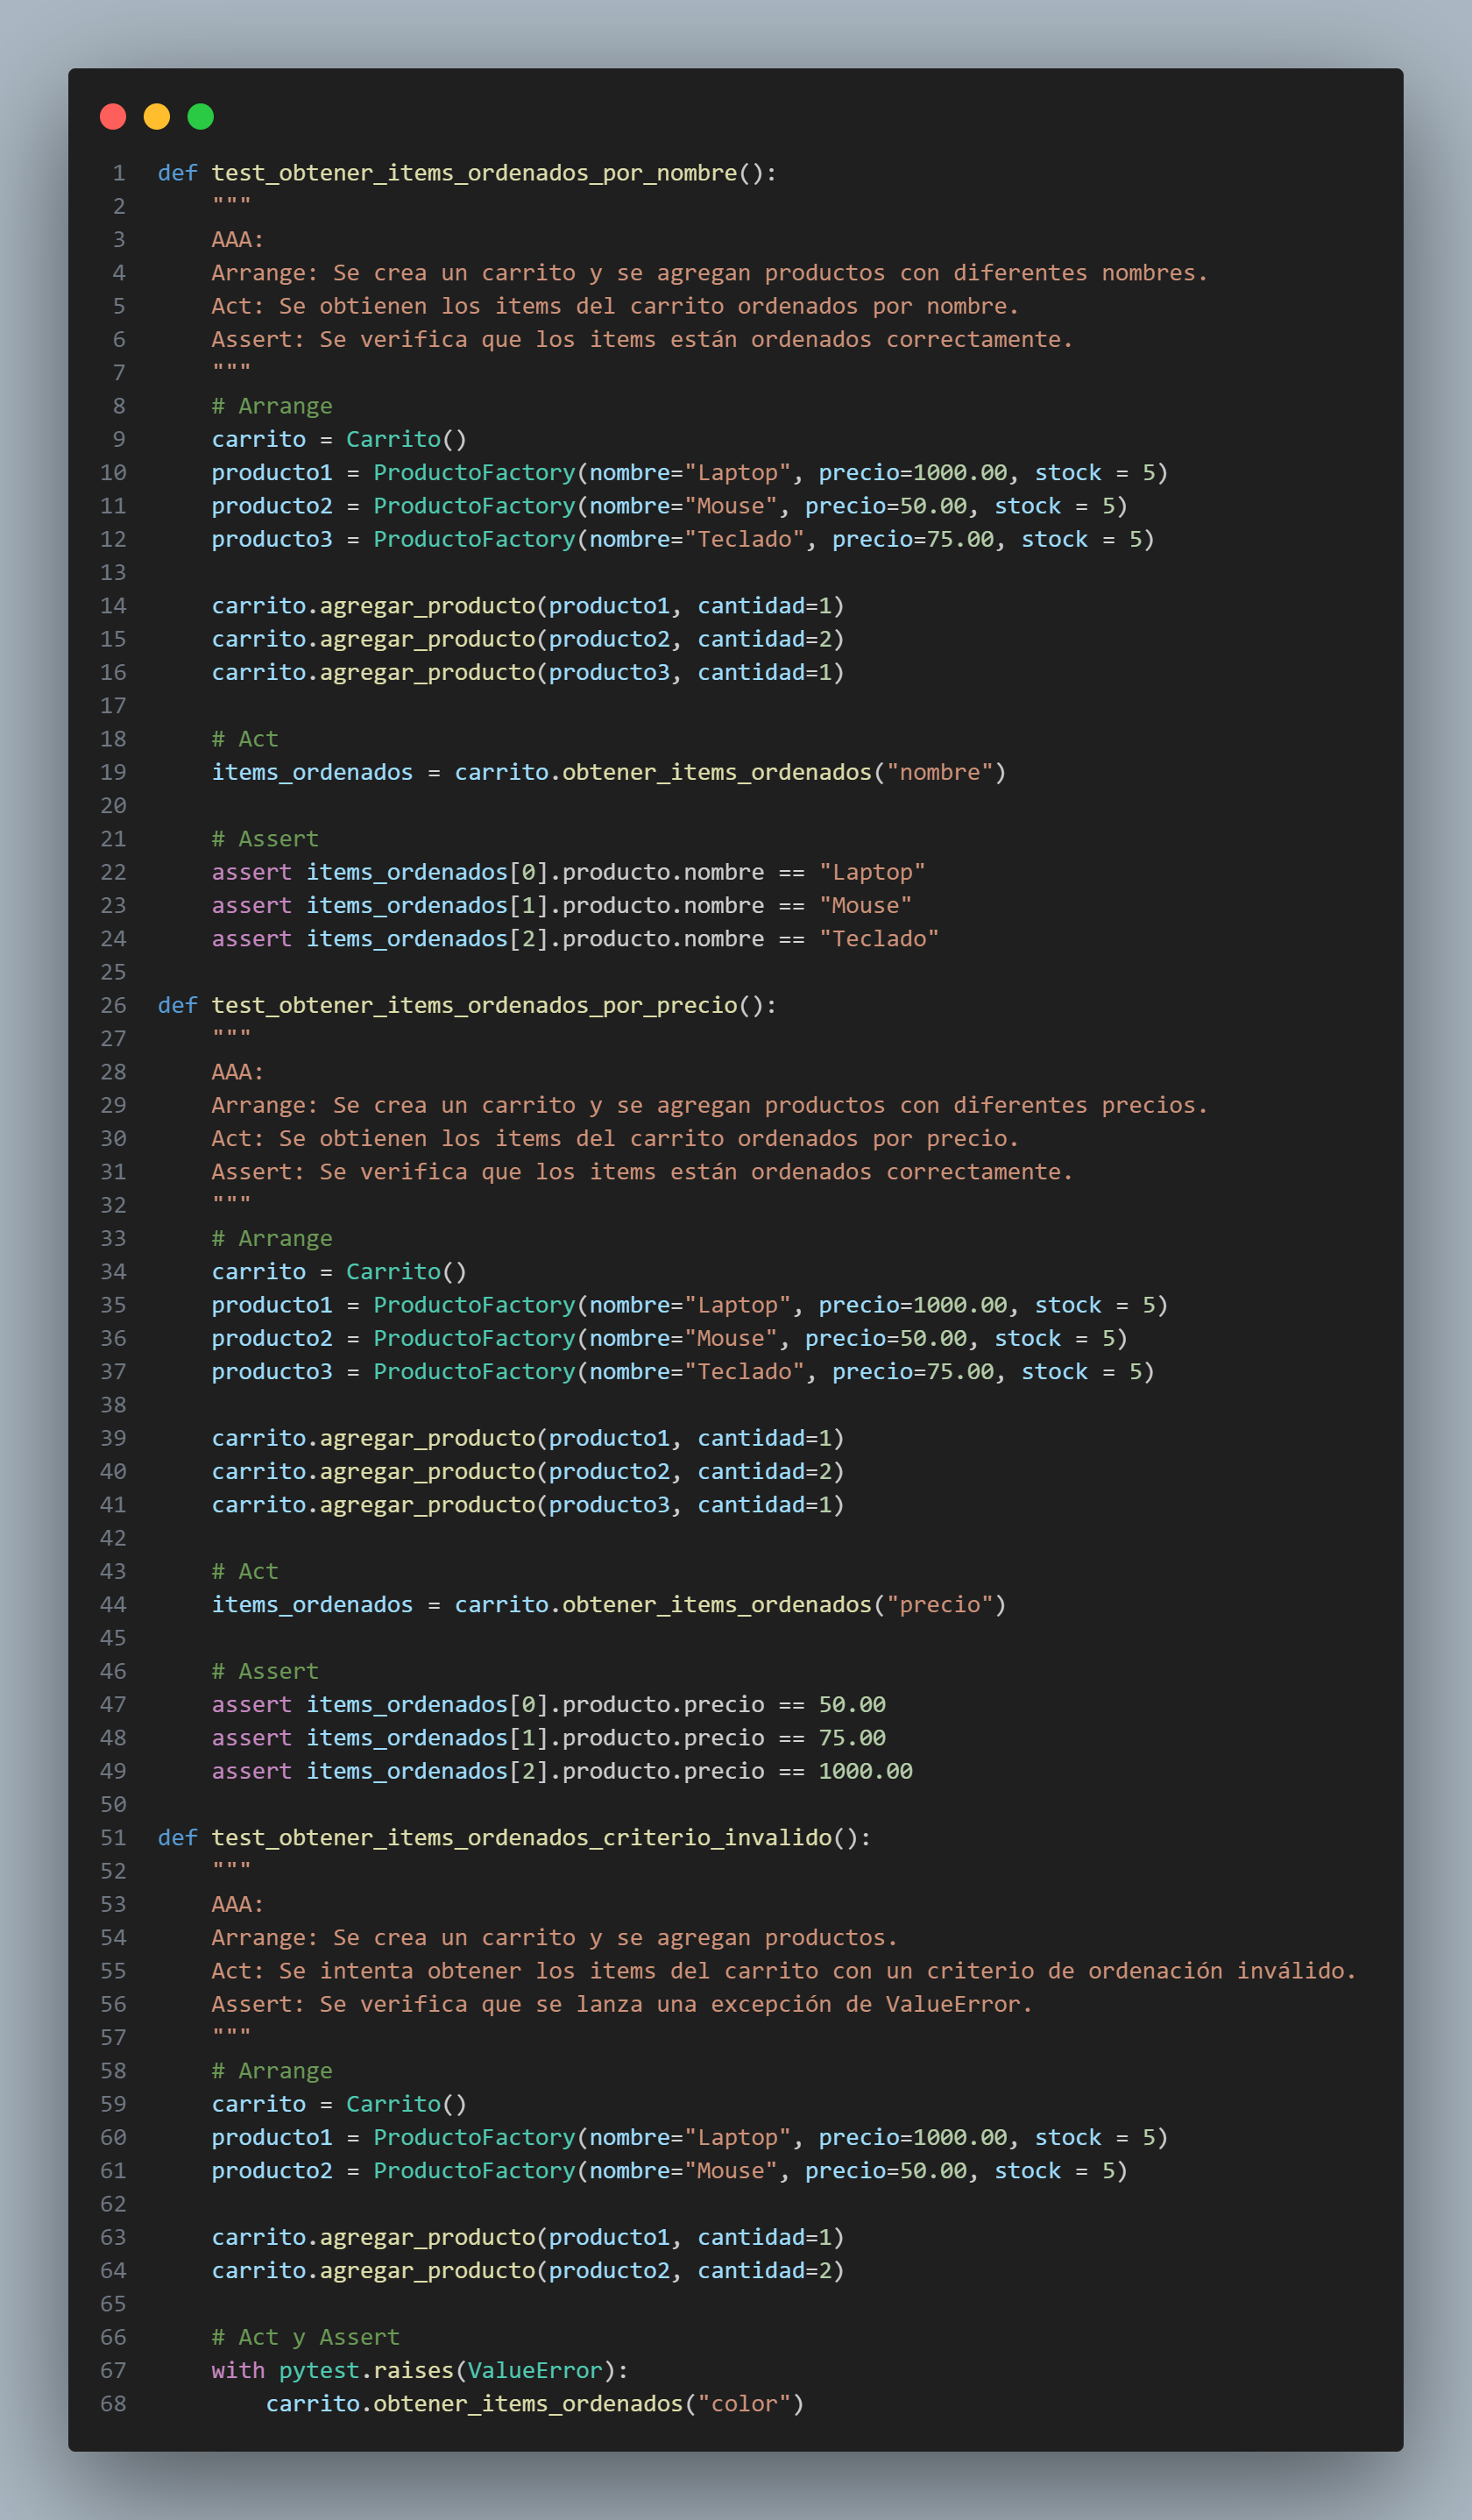 1 def test_obtener_items_ordenados_por_nombre():
2     """
3     AAA:
4     Arrange: Se crea un carrito y se agregan productos con diferentes nombres.
5     Act: Se obtienen los items del carrito ordenados por nombre.
6     Assert: Se verifica que los items están ordenados correctamente.
7     """
8     # Arrange
9     carrito = Carrito()
10     producto1 = ProductoFactory(nombre="Laptop", precio=1000.00, stock = 5)
11     producto2 = ProductoFactory(nombre="Mouse", precio=50.00, stock = 5)
12     producto3 = ProductoFactory(nombre="Teclado", precio=75.00, stock = 5)
13
14     carrito.agregar_producto(producto1, cantidad=1)
15     carrito.agregar_producto(producto2, cantidad=2)
16     carrito.agregar_producto(producto3, cantidad=1)
17
18     # Act
19     items_ordenados = carrito.obtener_items_ordenados("nombre")
20
21     # Assert
22     assert items_ordenados[0].producto.nombre == "Laptop"
23     assert items_ordenados[1].producto.nombre == "Mouse"
24     assert items_ordenados[2].producto.nombre == "Teclado"
25
26 def test_obtener_items_ordenados_por_precio():
27     """
28     AAA:
29     Arrange: Se crea un carrito y se agregan productos con diferentes precios.
30     Act: Se obtienen los items del carrito ordenados por precio.
31     Assert: Se verifica que los items están ordenados correctamente.
32     """
33     # Arrange
34     carrito = Carrito()
35     producto1 = ProductoFactory(nombre="Laptop", precio=1000.00, stock = 5)
36     producto2 = ProductoFactory(nombre="Mouse", precio=50.00, stock = 5)
37     producto3 = ProductoFactory(nombre="Teclado", precio=75.00, stock = 5)
38
39     carrito.agregar_producto(producto1, cantidad=1)
40     carrito.agregar_producto(producto2, cantidad=2)
41     carrito.agregar_producto(producto3, cantidad=1)
42
43     # Act
44     items_ordenados = carrito.obtener_items_ordenados("precio")
45
46     # Assert
47     assert items_ordenados[0].producto.precio == 50.00
48     assert items_ordenados[1].producto.precio == 75.00
49     assert items_ordenados[2].producto.precio == 1000.00
50
51 def test_obtener_items_ordenados_criterio_invalido():
52     """
53     AAA:
54     Arrange: Se crea un carrito y se agregan productos.
55     Act: Se intenta obtener los items del carrito con un criterio de ordenación inválido.
56     Assert: Se verifica que se lanza una excepción de ValueError.
57     """
58     # Arrange
59     carrito = Carrito()
60     producto1 = ProductoFactory(nombre="Laptop", precio=1000.00, stock = 5)
61     producto2 = ProductoFactory(nombre="Mouse", precio=50.00, stock = 5)
62
63     carrito.agregar_producto(producto1, cantidad=1)
64     carrito.agregar_producto(producto2, cantidad=2)
65
66     # Act y Assert
67     with pytest.raises(ValueError):
68         carrito.obtener_items_ordenados("color")